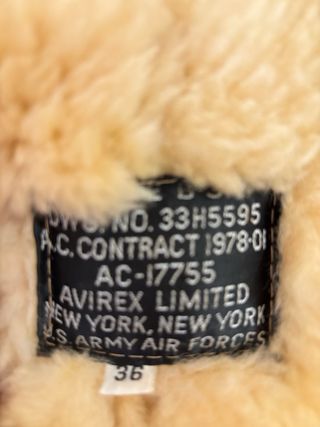 DWG. NO. 33H5595
A.C. CONTRACT 1978-01
AC-17755
AVIREX LIMITED
NEW YORK, NEW YORK
U.S. ARMY AIR FORCES
36